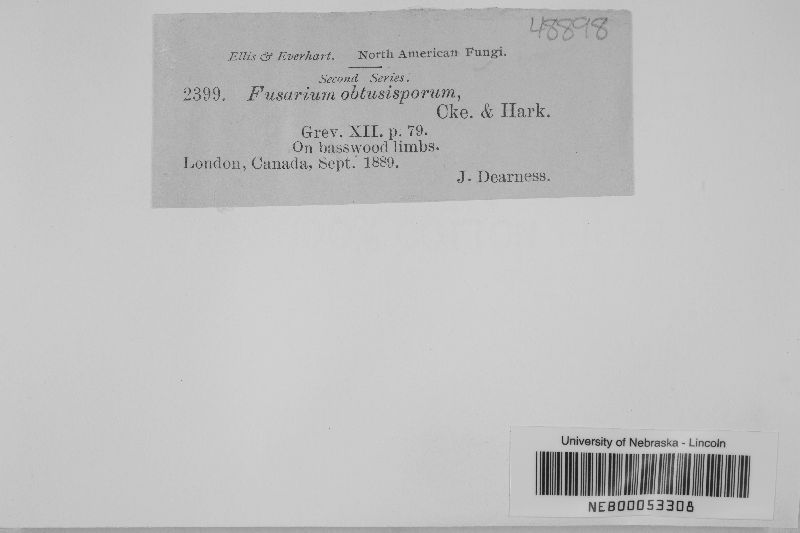 48898
Ellis & Everhart. North American Fungi.
Second Series.
2399. Fusarium obtusisporum,
Cke. & Hark.
Grev. XII. p. 79.
On basswood limbs.
London, Canada, Sept. 1889.
J. Dearness.
University of Nebraska - Lincoln
NEB00053308